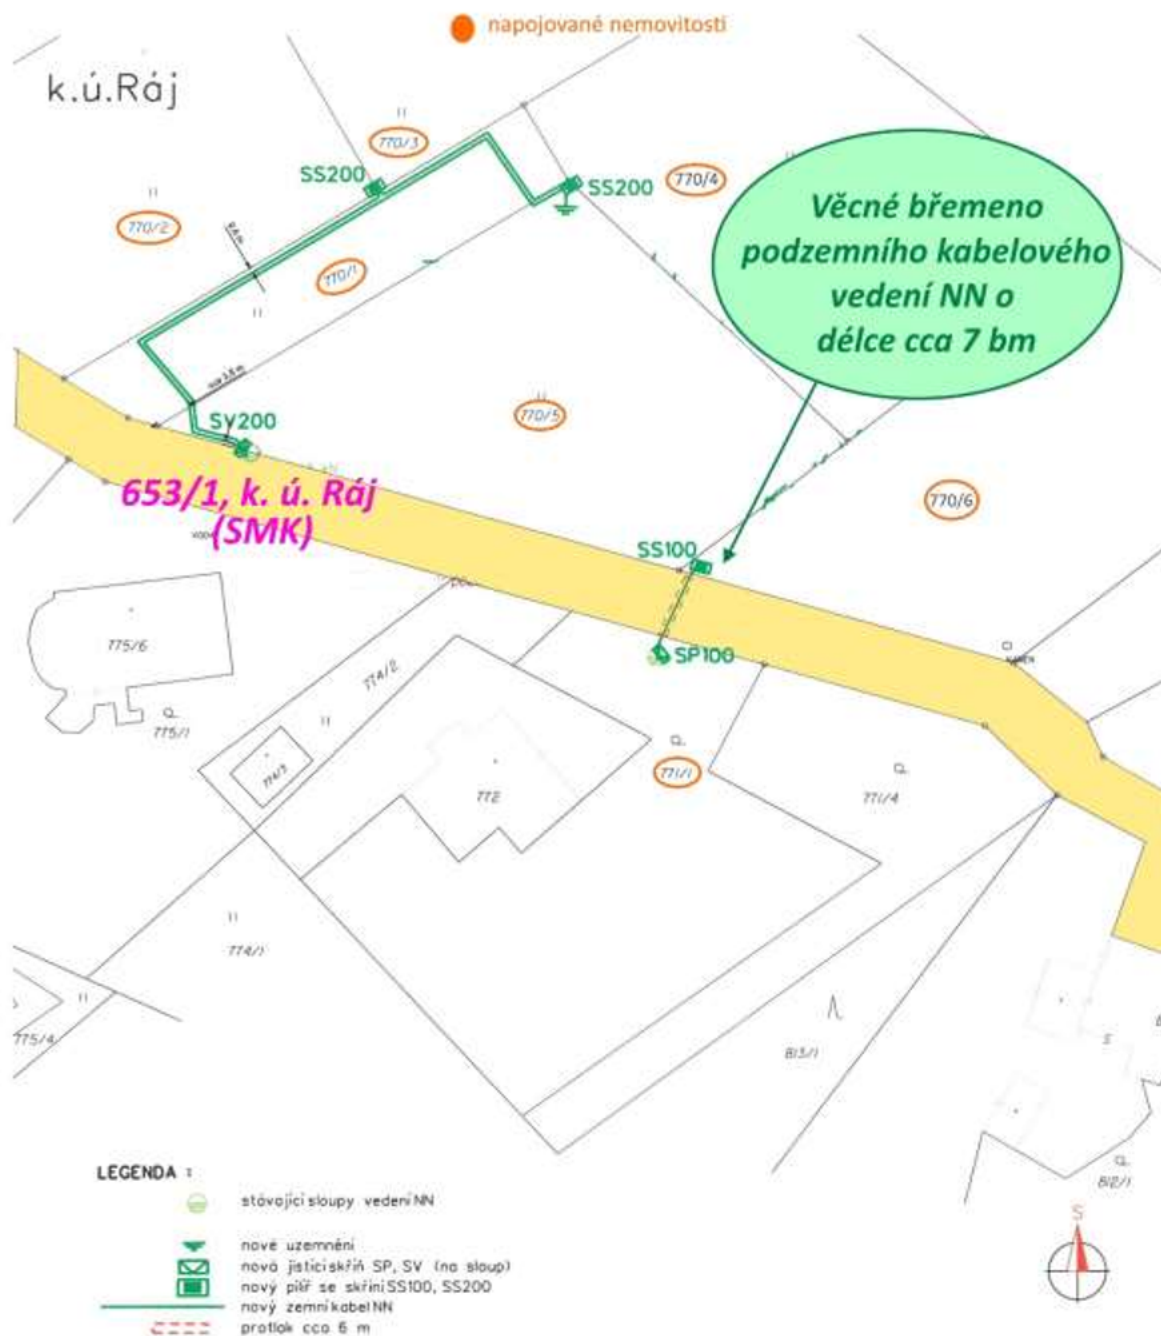 napojované nemovitosti
k.ú.Ráj
770/3
SS200
SS200
770/4
770/2
770/1
Věcné břemeno
podzemního kabelového
vedení NN o
délce cca 7 bm
SV200
770/5
653/1, k. ú. Ráj
(SMK)
770/6
SS100
SP100
775/6
774/2
775/1
774/3
772
771/1
771/4
774/1
775/4
813/1
812/1
S
LEGENDA :
stávající sloupy vedení NN
nové uzemnění
nová jistící skříň SP, SV (na sloup)
nový pilíř se skříní SS100, SS200
nový zemní kabel NN
protlak cca 6 m